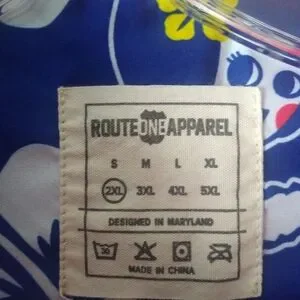 ROUTE ONE APPAREL
S M L XL
2XL 3XL 4XL 5XL
DESIGNED IN MARYLAND
30
MADE IN CHINA